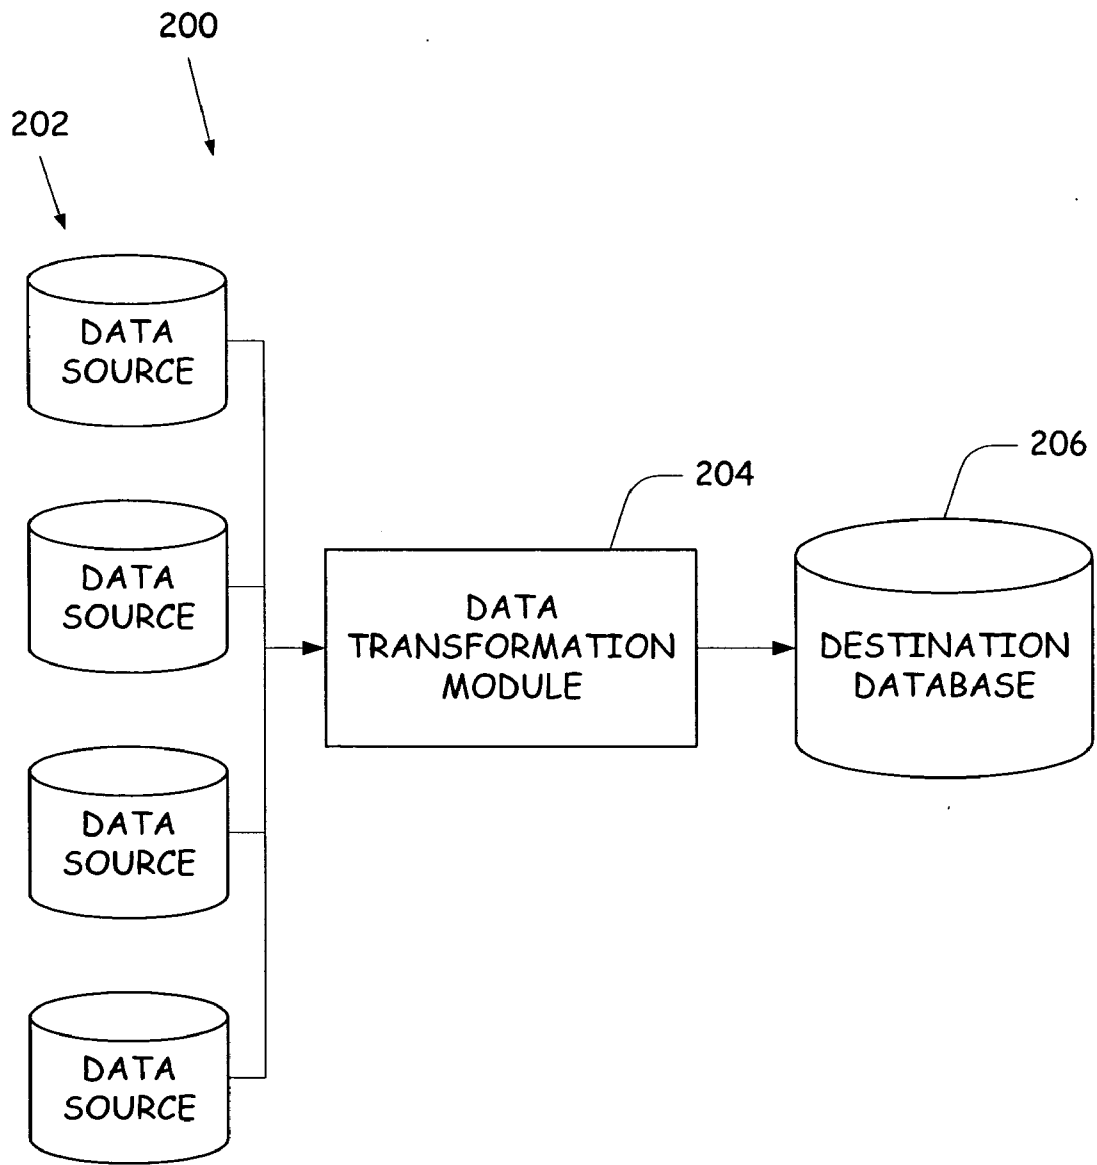 200
202
DATA
SOURCE
DATA
SOURCE
DATA
SOURCE
DATA
SOURCE
204
DATA
TRANSFORMATION
MODULE
206
DESTINATION
DATABASE